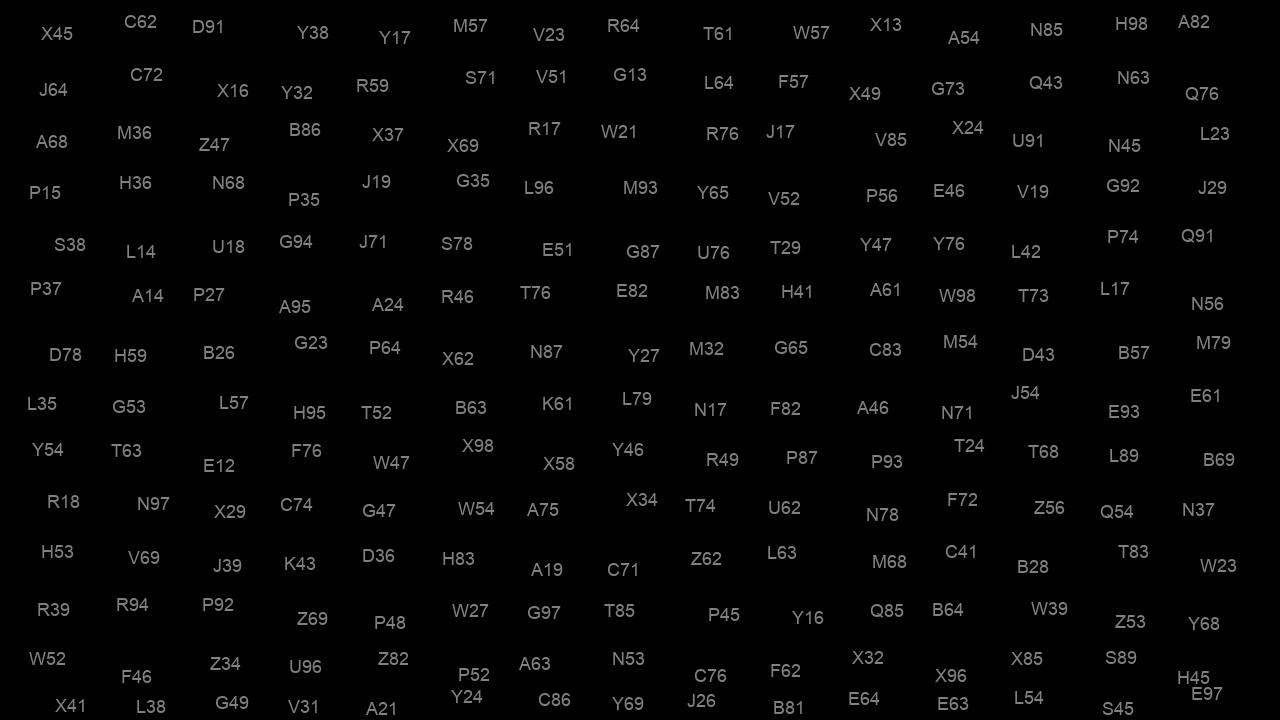 X45 C62 D91 Y38 Y17 M57 V23 R64 T61 W57 X13 A54 N85 H98 A82
J64 C72 X16 Y32 R59 S71 V51 G13 L64 F57 X49 G73 Q43 N63 Q76
A68 M36 Z47 B86 X37 X69 R17 W21 R76 J17 V85 X24 U91 N45 L23
P15 H36 N68 P35 J19 G35 L96 M93 Y65 V52 P56 E46 V19 G92 J29
S38 L14 U18 G94 J71 S78 E51 G87 U76 T29 Y47 Y76 L42 P74 Q91
P37 A14 P27 A95 A24 R46 T76 E82 M83 H41 A61 W98 T73 L17 N56
D78 H59 B26 G23 P64 X62 N87 Y27 M32 G65 C83 M54 D43 B57 M79
L35 G53 L57 H95 T52 B63 K61 L79 N17 F82 A46 N71 J54 E93 E61
Y54 T63 E12 F76 W47 X98 X58 Y46 R49 P87 P93 T24 T68 L89 B69
R18 N97 X29 C74 G47 W54 A75 X34 T74 U62 N78 F72 Z56 Q54 N37
H53 V69 J39 K43 D36 H83 A19 C71 Z62 L63 M68 C41 B28 T83 W23
R39 R94 P92 Z69 P48 W27 G97 T85 P45 Y16 Q85 B64 W39 Z53 Y68
W52 F46 Z34 U96 Z82 P52 A63 N53 C76 F62 X32 X96 X85 S89 H45
X41 L38 G49 V31 A21 Y24 C86 Y69 J26 B81 E64 E63 L54 S45 E97